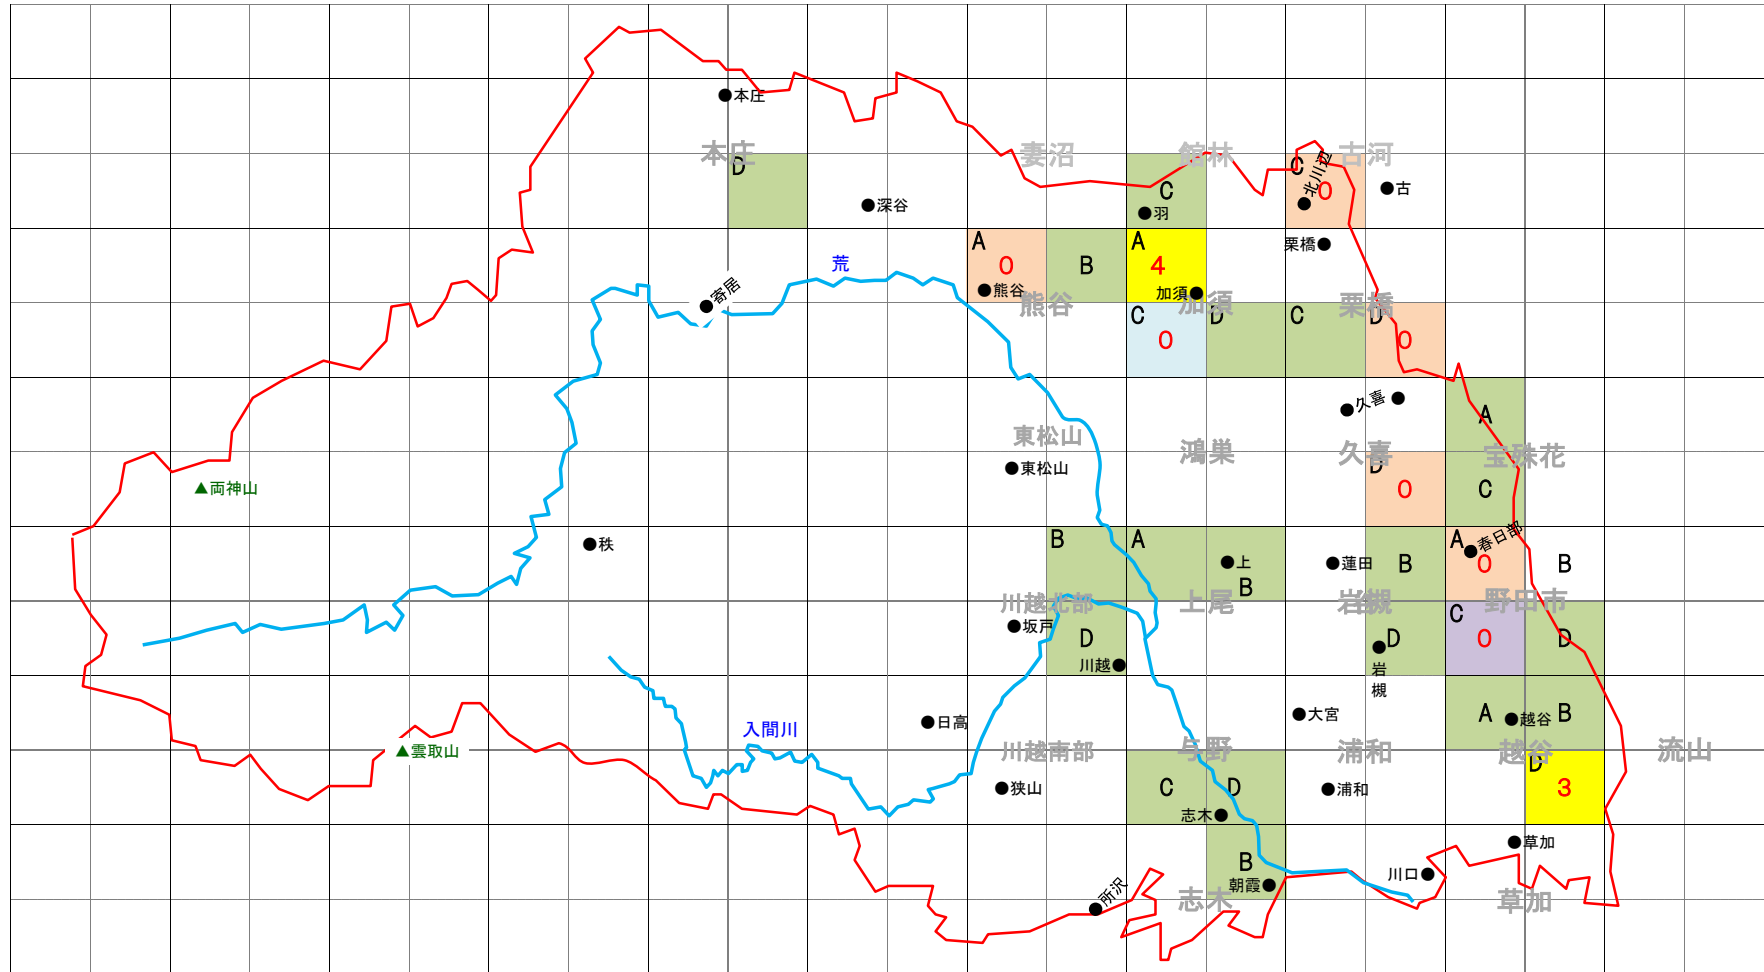 ●本庄
本庄
D
妻沼
館林
古河
C
0
北川辺
●古
C
●羽
●深谷
栗橋●
A
0
●熊谷
B
A
4
加須●
荒
寄居
熊谷
加須
栗橋
C
0
D
C
D
0
久喜
A
東松山
●東松山
鴻巣
久喜
D
0
宝殊花
C
▲両神山
●秩
B
A
●上
B
●蓮田
B
A
0
春日部
B
川越北部
上尾
岩槻
野田市
●坂戸
D
川越●
D
岩
槻
C
0
D
入間川
●日高
●大宮
A
●越谷
B
▲雲取山
川越南部
与野
浦和
越谷
流山
●狭山
C
D
志木●
●浦和
D
3
●草加
B
朝霞●
川口●
所沢
志木
草加